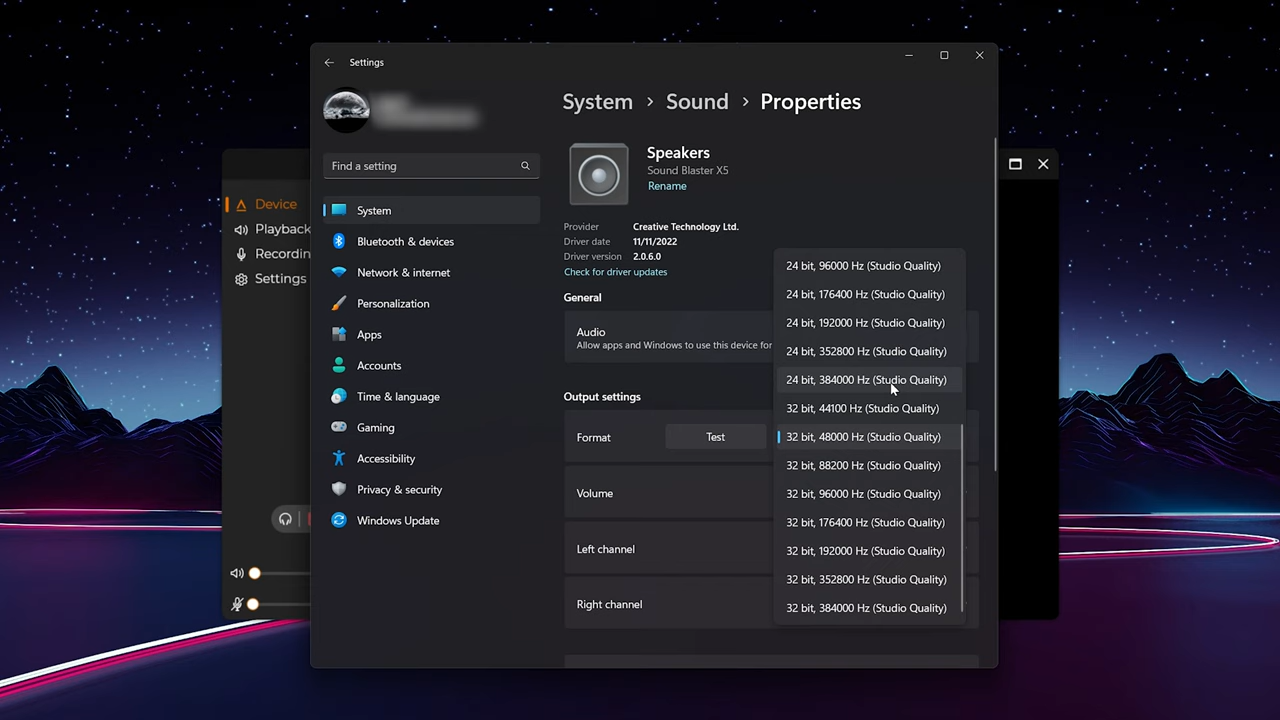 Settings
Find a setting
System
Bluetooth & devices
Network & internet
Personalization
Apps
Accounts
Time & language
Gaming
Accessibility
Privacy & security
Windows Update
Device
Playback
Recordin
Settings
System > Sound > Properties
Speakers
Sound Blaster X5
Rename
Provider Creative Technology Ltd.
Driver date 11/11/2022
Driver version 2.0.6.0
Check for driver updates
General
Audio
Allow apps and Windows to use this device for
Output settings
Format Test
Volume
Left channel
Right channel
24 bit, 96000 Hz (Studio Quality)
24 bit, 176400 Hz (Studio Quality)
24 bit, 192000 Hz (Studio Quality)
24 bit, 352800 Hz (Studio Quality)
24 bit, 384000 Hz (Studio Quality)
32 bit, 44100 Hz (Studio Quality)
32 bit, 48000 Hz (Studio Quality)
32 bit, 88200 Hz (Studio Quality)
32 bit, 96000 Hz (Studio Quality)
32 bit, 176400 Hz (Studio Quality)
32 bit, 192000 Hz (Studio Quality)
32 bit, 352800 Hz (Studio Quality)
32 bit, 384000 Hz (Studio Quality)